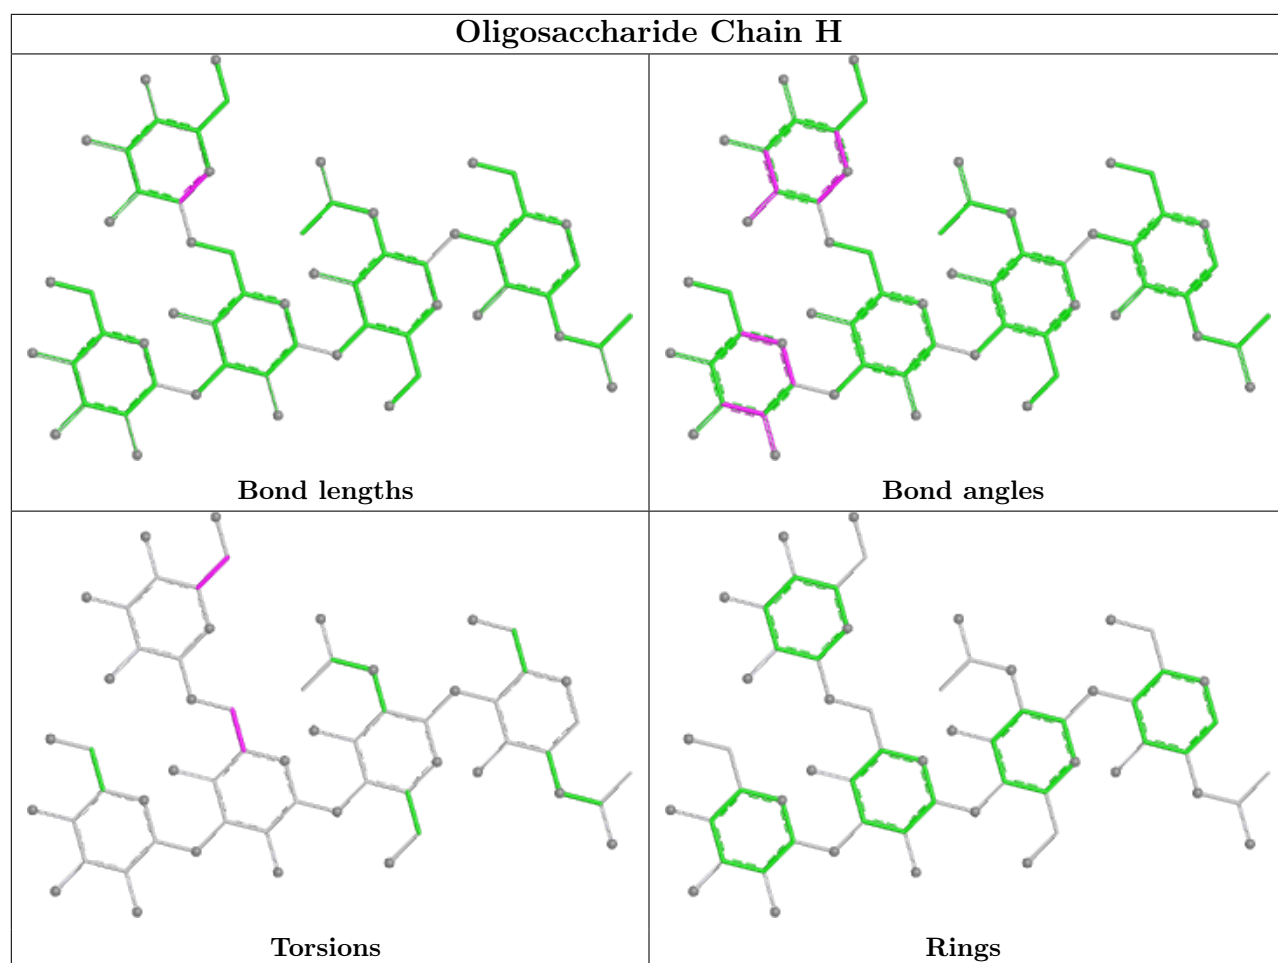 Oligosaccharide Chain H
Bond lengths
Bond angles
Torsions
Rings